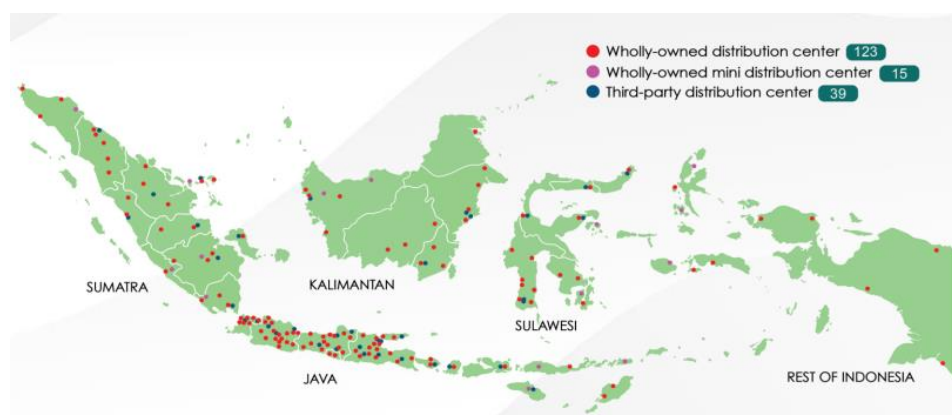 Wholly-owned distribution center 123
Wholly-owned mini distribution center 15
Third-party distribution center 39
SUMATRA
KALIMANTAN
SULAWESI
JAVA
REST OF INDONESIA